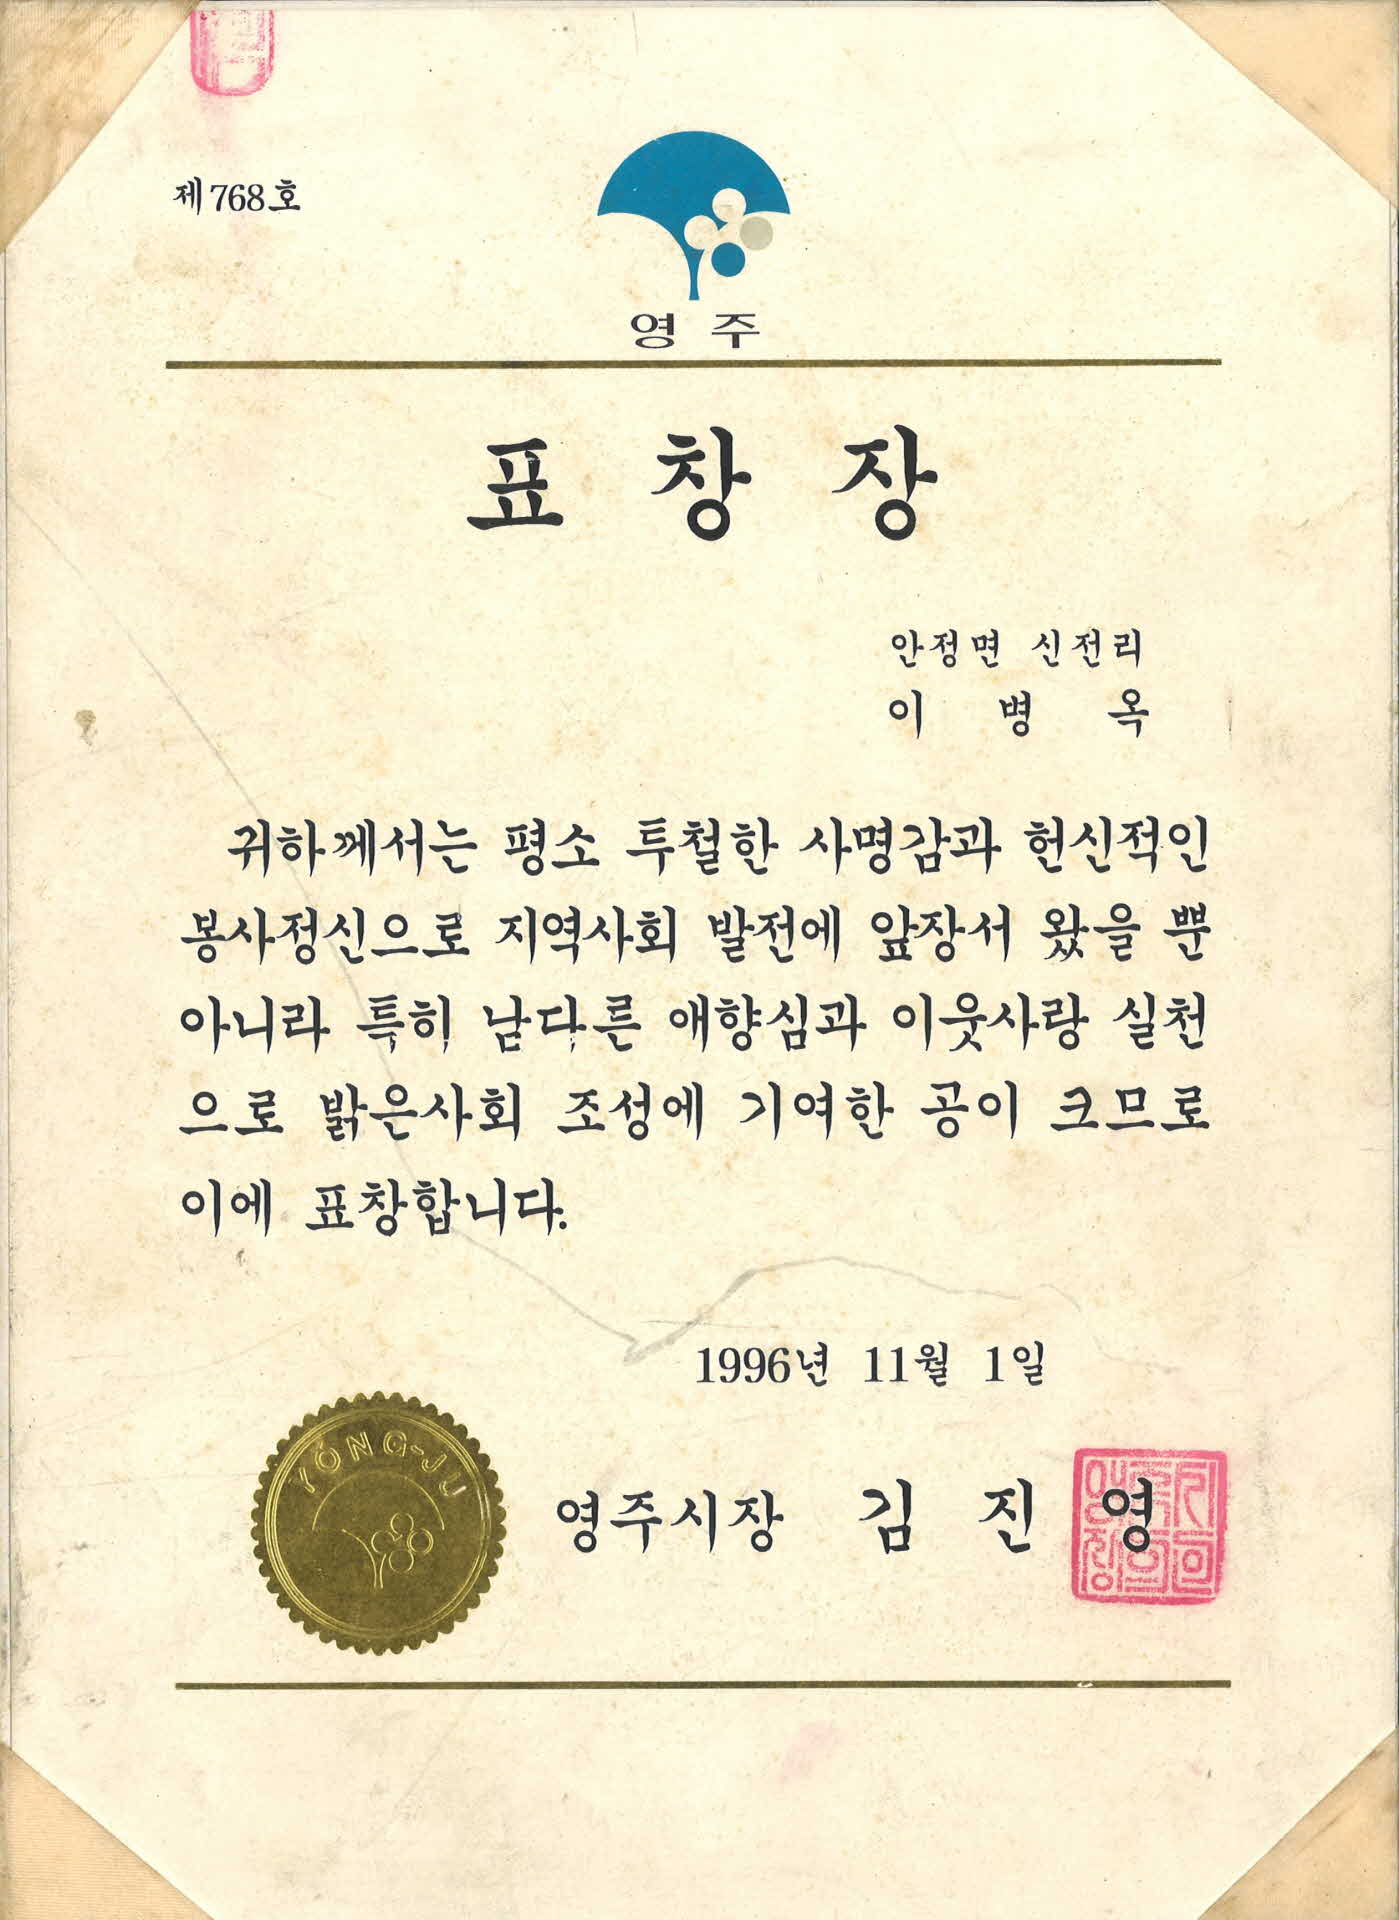 제 768 호
영 주
표 창 장
안정면 신전리
이 병 옥
귀하께서는 평소 투철한 사명감과 헌신적인
봉사정신으로 지역사회 발전에 앞장서 왔을 뿐
아니라 특히 남다른 애향심과 이웃사랑 실천
으로 밝은사회 조성에 기여한 공이 크므로
이에 표창합니다.
1996년 11월 1일
YŎNG-JU
영주시장 김 진 영